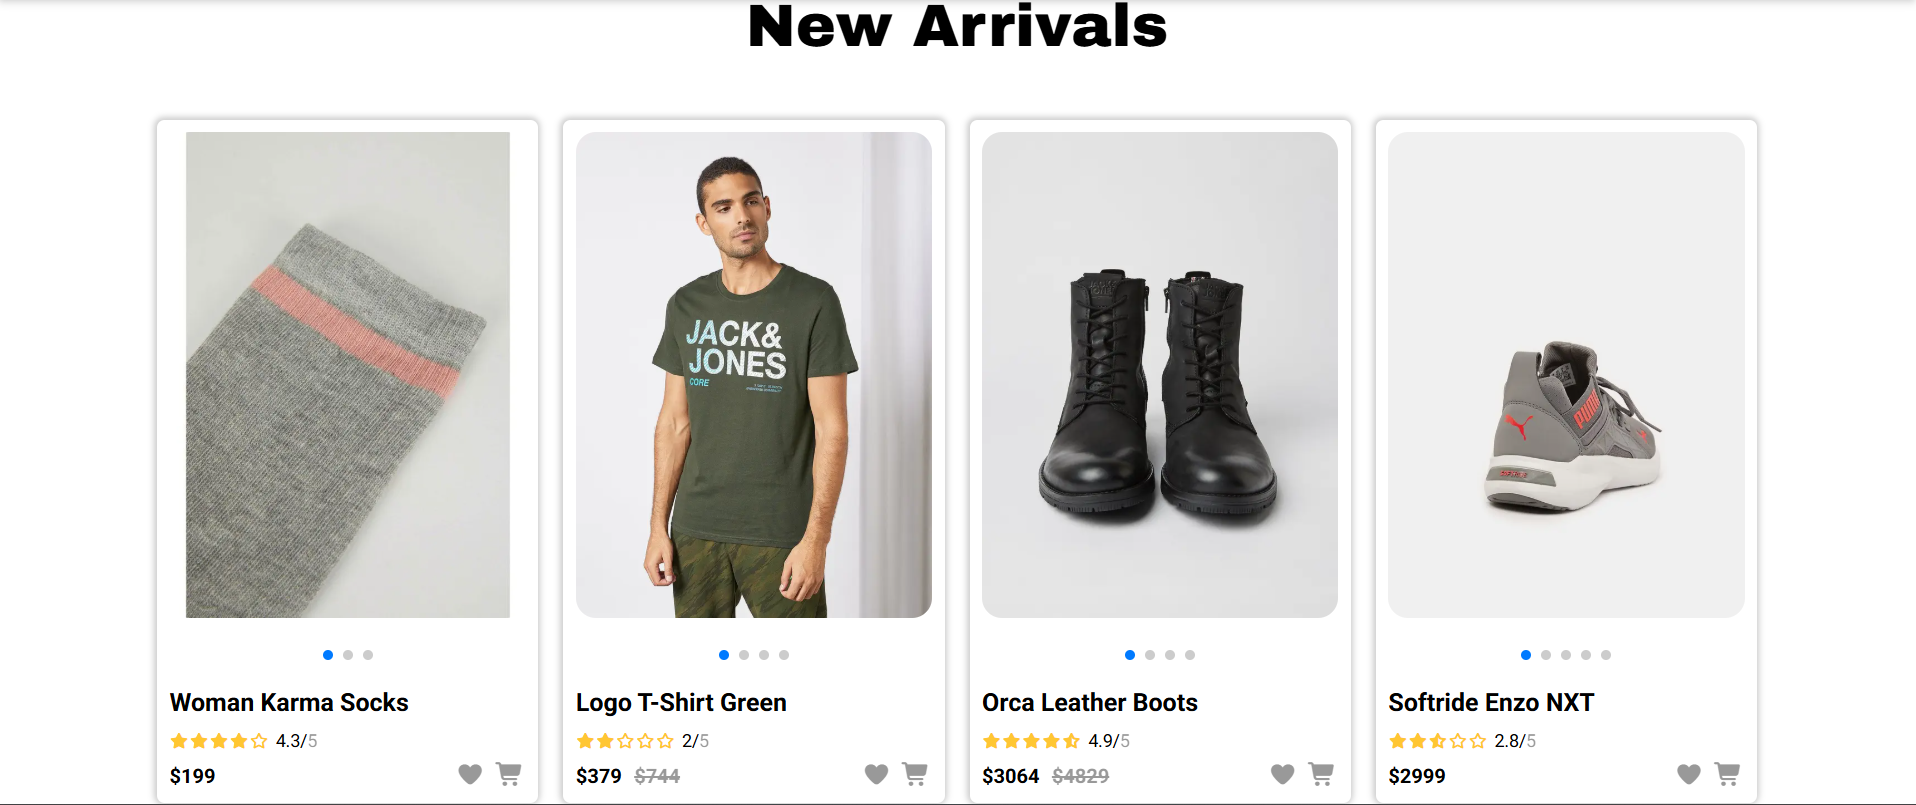 New Arrivals
JACK&
JONES
CORE
PUMA
Woman Karma Socks
4.3/5
$199
Logo T-Shirt Green
2/5
$379 $744
Orca Leather Boots
4.9/5
$3064 $4829
Softride Enzo NXT
2.8/5
$2999